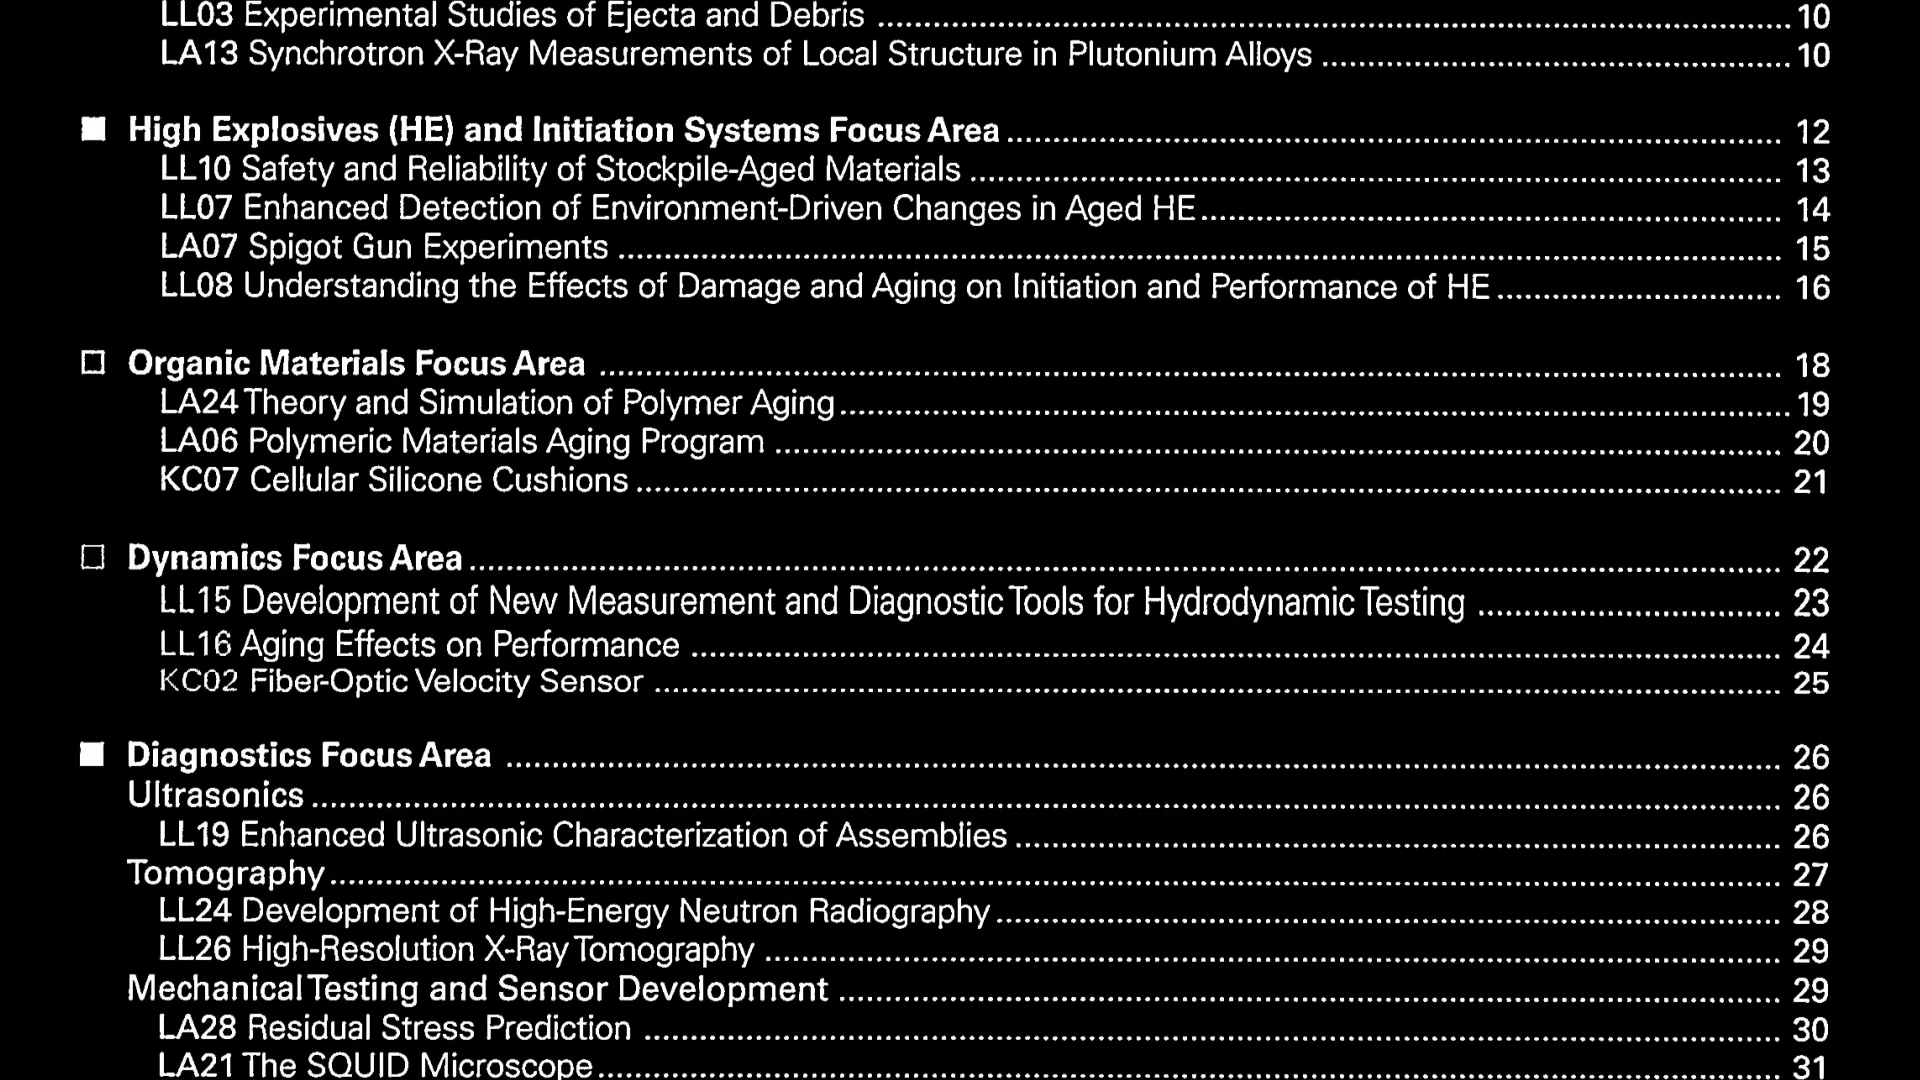 LL03 Experimental Studies of Ejecta and Debris ........ 10
LA13 Synchrotron X-Ray Measurements of Local Structure in Plutonium Alloys ........ 10
■ High Explosives (HE) and Initiation Systems Focus Area ........ 12
LL10 Safety and Reliability of Stockpile-Aged Materials ........ 13
LL07 Enhanced Detection of Environment-Driven Changes in Aged HE ........ 14
LA07 Spigot Gun Experiments ........ 15
LL08 Understanding the Effects of Damage and Aging on Initiation and Performance of HE ........ 16
□ Organic Materials Focus Area ........ 18
LA24 Theory and Simulation of Polymer Aging ........ 19
LA06 Polymeric Materials Aging Program ........ 20
KC07 Cellular Silicone Cushions ........ 21
□ Dynamics Focus Area ........ 22
LL15 Development of New Measurement and Diagnostic Tools for Hydrodynamic Testing ........ 23
LL16 Aging Effects on Performance ........ 24
KC02 Fiber-Optic Velocity Sensor ........ 25
■ Diagnostics Focus Area ........ 26
Ultrasonics ........ 26
LL19 Enhanced Ultrasonic Characterization of Assemblies ........ 26
Tomography ........ 27
LL24 Development of High-Energy Neutron Radiography ........ 28
LL26 High-Resolution X-Ray Tomography ........ 29
Mechanical Testing and Sensor Development ........ 29
LA28 Residual Stress Prediction ........ 30
LA21 The SQUID Microscope ........ 31